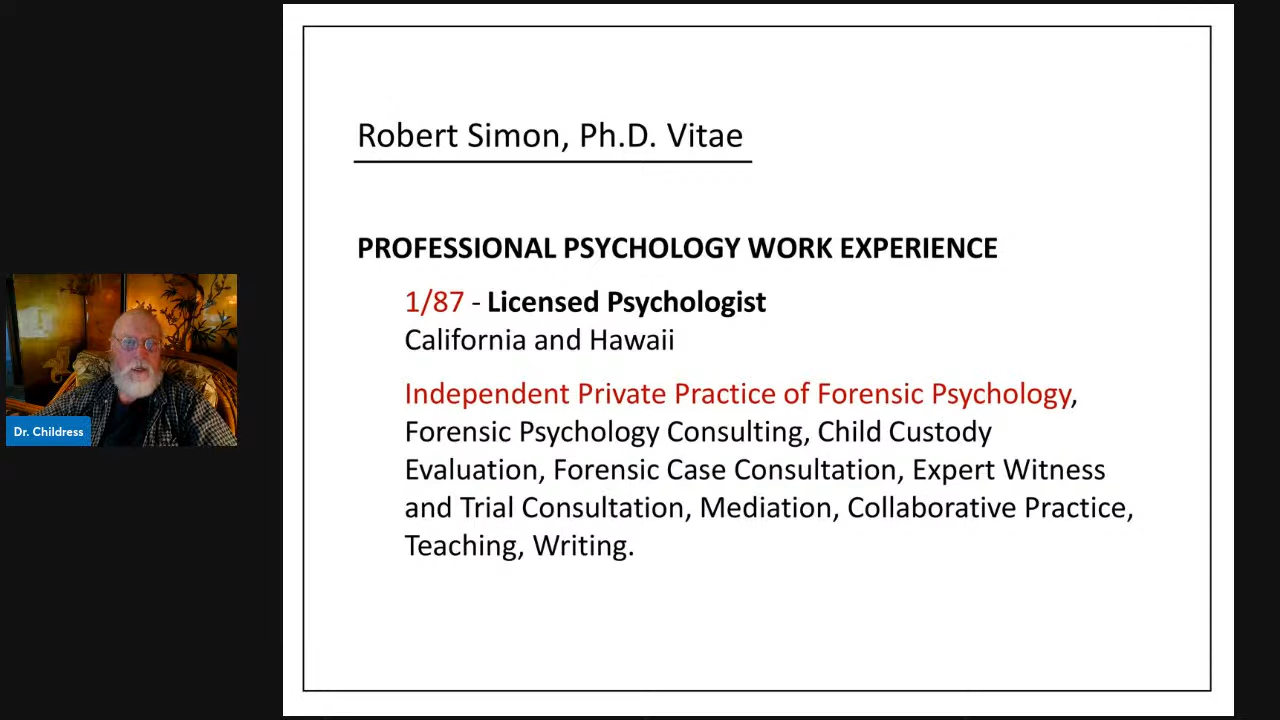 Robert Simon, Ph.D. Vitae
PROFESSIONAL PSYCHOLOGY WORK EXPERIENCE
1/87 - Licensed Psychologist
California and Hawaii
Independent Private Practice of Forensic Psychology,
Forensic Psychology Consulting, Child Custody
Evaluation, Forensic Case Consultation, Expert Witness
and Trial Consultation, Mediation, Collaborative Practice,
Teaching, Writing.
Dr. Childress